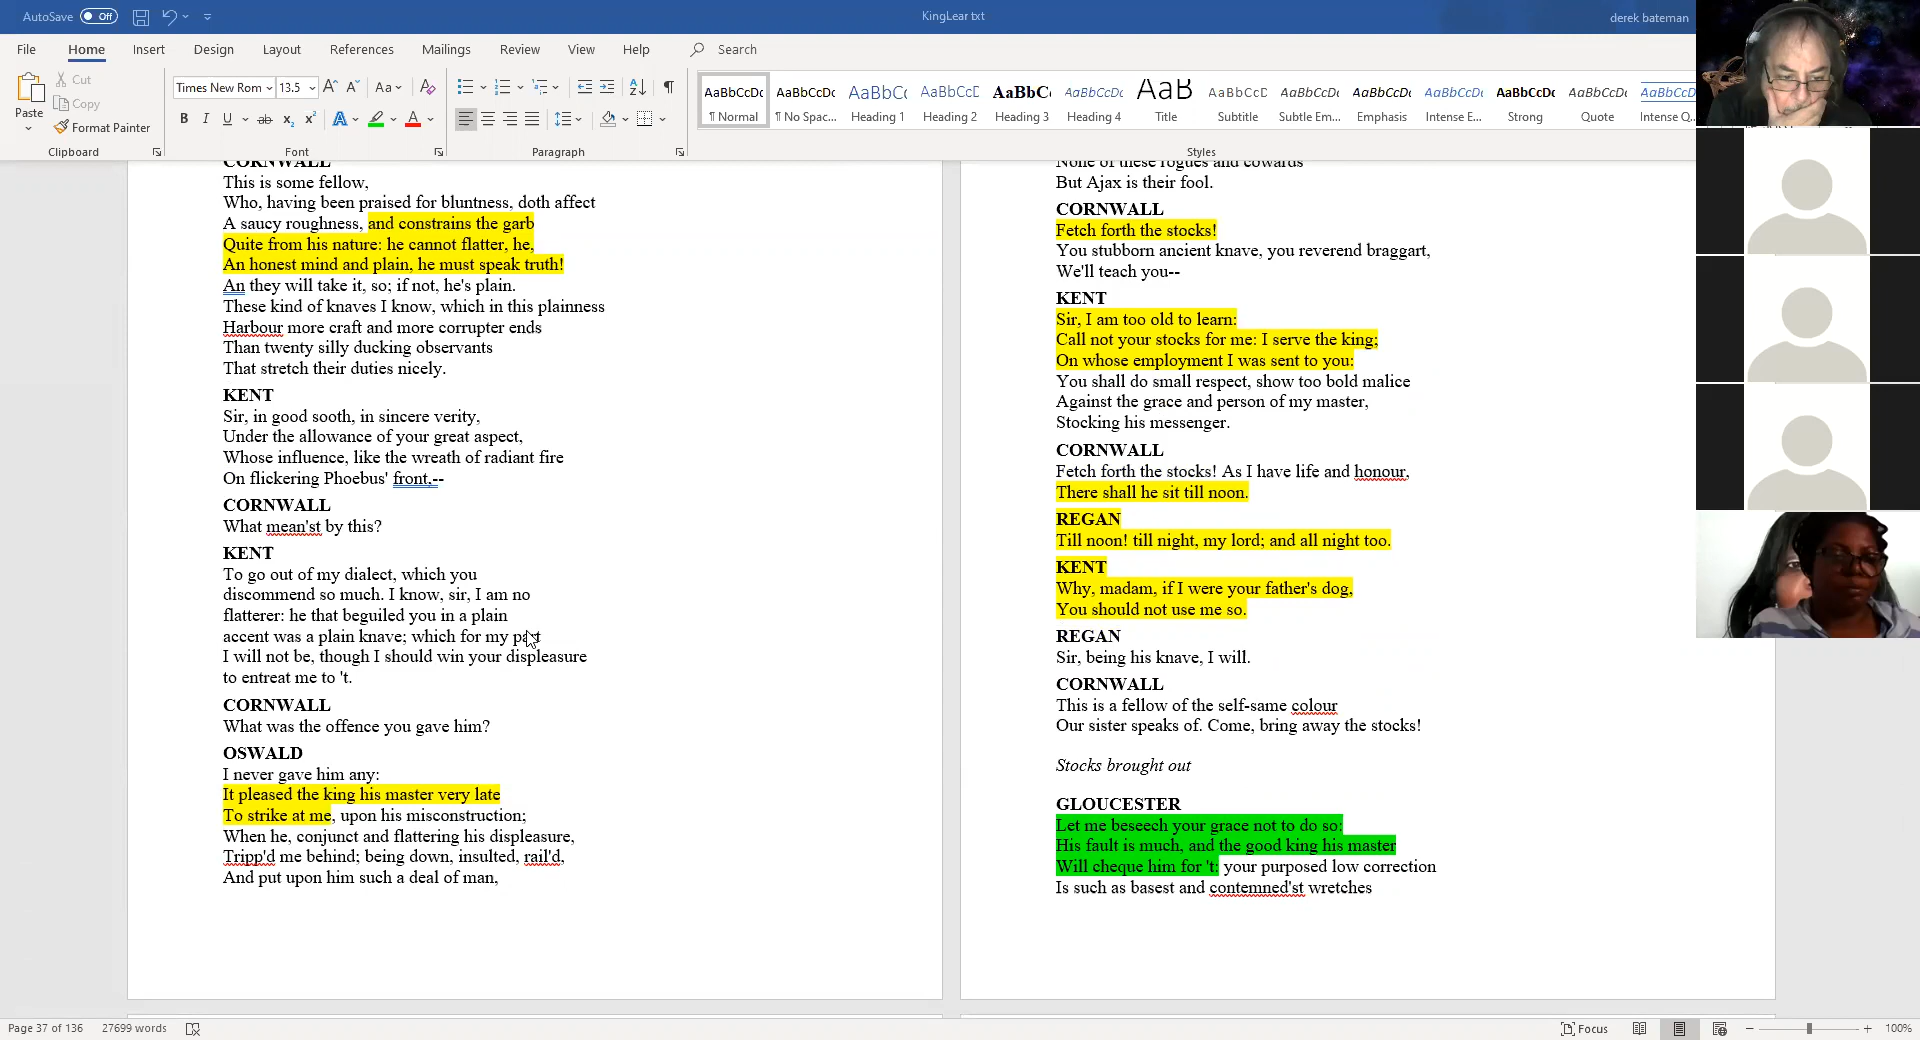 AutoSave Off
KingLear txt
derek bateman
File Home Insert Design Layout References Mailings Review View Help Search
Paste
Cut
Copy
Format Painter
Clipboard
Times New Rom 13.5
Font
Paragraph
AaBbCcDc ¶ Normal
AaBbCcDc ¶ No Spac...
AaBbC( Heading 1
AaBbCcD Heading 2
AaBbC( Heading 3
AaBbCcDc Heading 4
AaB Title
AaBbCcD Subtitle
AaBbCcDc Subtle Em...
AaBbCcDc Emphasis
AaBbCcDc Intense E...
AaBbCcDc Strong
AaBbCcDc Quote
AaBbCcDc Intense Q...
Styles
CORNWALL
This is some fellow,
Who, having been praised for bluntness, doth affect
A saucy roughness, and constrains the garb
Quite from his nature: he cannot flatter, he,
An honest mind and plain, he must speak truth!
An they will take it, so; if not, he's plain.
These kind of knaves I know, which in this plainness
Harbour more craft and more corrupter ends
Than twenty silly ducking observants
That stretch their duties nicely.
KENT
Sir, in good sooth, in sincere verity,
Under the allowance of your great aspect,
Whose influence, like the wreath of radiant fire
On flickering Phoebus' front,--
CORNWALL
What mean'st by this?
KENT
To go out of my dialect, which you
discommend so much. I know, sir, I am no
flatterer: he that beguiled you in a plain
accent was a plain knave; which for my part
I will not be, though I should win your displeasure
to entreat me to 't.
CORNWALL
What was the offence you gave him?
OSWALD
I never gave him any:
It pleased the king his master very late
To strike at me, upon his misconstruction;
When he, conjunct and flattering his displeasure,
Tripp'd me behind; being down, insulted, rail'd,
And put upon him such a deal of man,
None of these rogues and cowards
But Ajax is their fool.
CORNWALL
Fetch forth the stocks!
You stubborn ancient knave, you reverend braggart,
We'll teach you--
KENT
Sir, I am too old to learn:
Call not your stocks for me: I serve the king;
On whose employment I was sent to you:
You shall do small respect, show too bold malice
Against the grace and person of my master,
Stocking his messenger.
CORNWALL
Fetch forth the stocks! As I have life and honour,
There shall he sit till noon.
REGAN
Till noon! till night, my lord; and all night too.
KENT
Why, madam, if I were your father's dog,
You should not use me so.
REGAN
Sir, being his knave, I will.
CORNWALL
This is a fellow of the self-same colour
Our sister speaks of. Come, bring away the stocks!
Stocks brought out
GLOUCESTER
Let me beseech your grace not to do so:
His fault is much, and the good king his master
Will cheque him for 't: your purposed low correction
Is such as basest and contemned'st wretches
Page 37 of 136 27699 words
Focus
100%